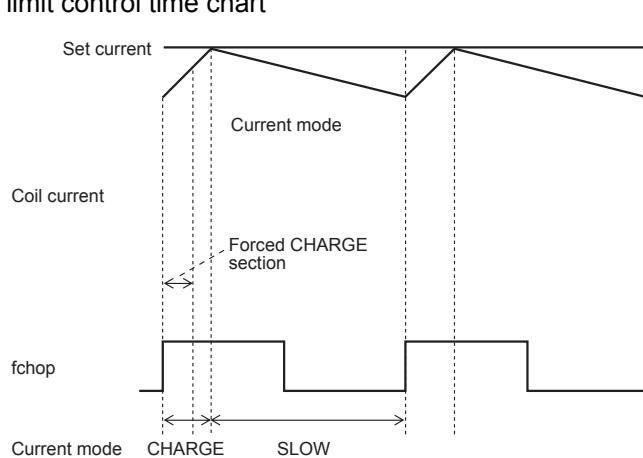 limit control time chart
Set current
Current mode
Coil current
Forced CHARGE
section
fchop
Current mode CHARGE SLOW